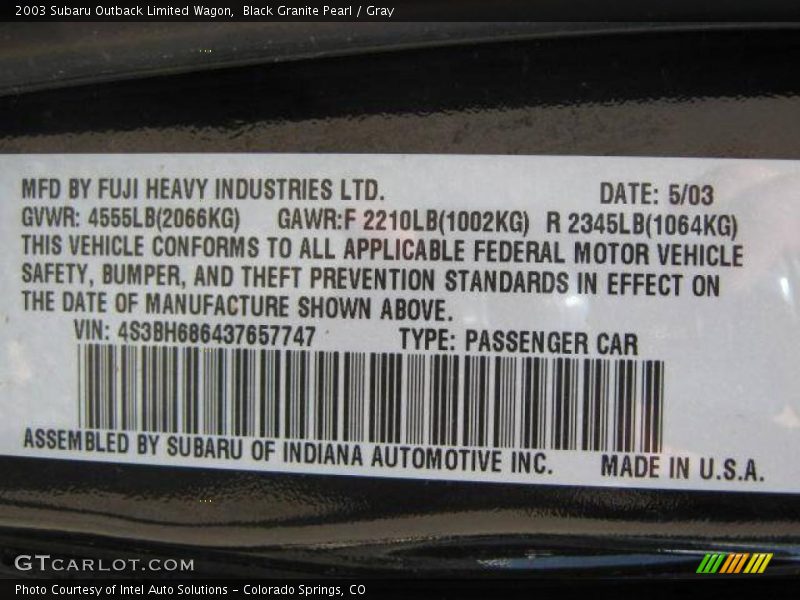 2003 Subaru Outback Limited Wagon,  Black Granite Pearl / Gray
MFD BY FUJI HEAVY INDUSTRIES LTD. DATE: 5/03
GVWR: 4555LB(2066KG) GAWR:F 2210LB(1002KG) R 2345LB(1064KG)
THIS VEHICLE CONFORMS TO ALL APPLICABLE FEDERAL MOTOR VEHICLE
SAFETY, BUMPER, AND THEFT PREVENTION STANDARDS IN EFFECT ON
THE DATE OF MANUFACTURE SHOWN ABOVE.
VIN: 4S3BH686437657747 TYPE: PASSENGER CAR
ASSEMBLED BY SUBARU OF INDIANA AUTOMOTIVE INC. MADE IN U.S.A.
GTCARLOT.COM
Photo Courtesy of Intel Auto Solutions - Colorado Springs, CO